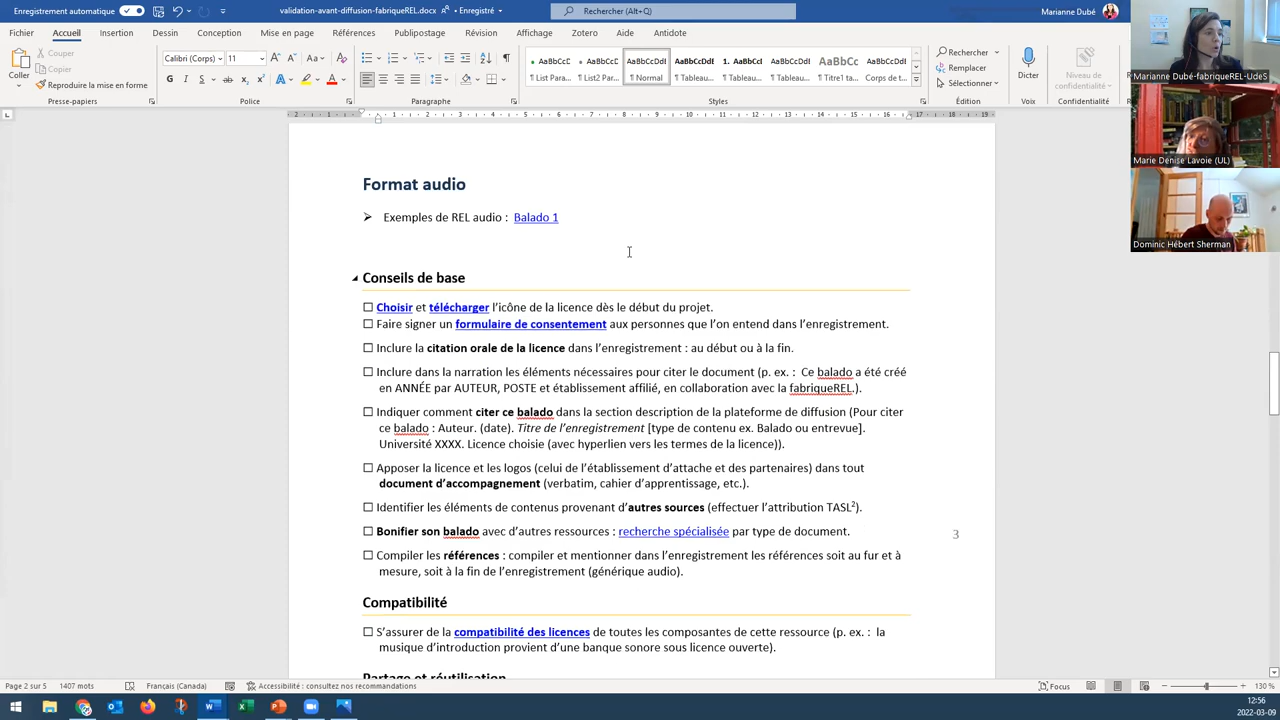 Enregistrement automatique
validation-avant-diffusion-fabriqueREL.docx • Enregistré
Rechercher (Alt+Q)
Marianne Dubé
Fichier Accueil Insertion Dessin Conception Mise en page Références Publipostage Révision Affichage Zotero Aide Antidote
Coller
Couper
Copier
Reproduire la mise en forme
Presse-papiers
Calibri (Corps) 11
Police
Paragraphe
AaBbCcC AaBbCcC AaBbCcDdI AaBbCcI 1. AaBbCcl AaBbCcDdI AaBbCc AaBbCcDdI
¶ List Para... ¶ List2 Par... ¶ Normal ¶ Tableau... ¶ Tableau... ¶ Tableau... ¶ Titre1 ta... Corps de t...
Styles
Rechercher
Remplacer
Sélectionner
Édition
Dicter
Voix
Niveau de
confidentialité
Confidentialité
Marianne Dubé-fabriqueREL-UdeS
Marie Denise Lavoie (UL)
Dominic Hébert Sherman
Format audio
➢ Exemples de REL audio : Balado 1
Conseils de base
☐ Choisir et télécharger l’icône de la licence dès le début du projet.
☐ Faire signer un formulaire de consentement aux personnes que l’on entend dans l’enregistrement.
☐ Inclure la citation orale de la licence dans l’enregistrement : au début ou à la fin.
☐ Inclure dans la narration les éléments nécessaires pour citer le document (p. ex. : Ce balado a été créé
en ANNÉE par AUTEUR, POSTE et établissement affilié, en collaboration avec la fabriqueREL.).
☐ Indiquer comment citer ce balado dans la section description de la plateforme de diffusion (Pour citer
ce balado : Auteur. (date). Titre de l’enregistrement [type de contenu ex. Balado ou entrevue].
Université XXXX. Licence choisie (avec hyperlien vers les termes de la licence)).
☐ Apposer la licence et les logos (celui de l’établissement d’attache et des partenaires) dans tout
document d’accompagnement (verbatim, cahier d’apprentissage, etc.).
☐ Identifier les éléments de contenu provenant d’autres sources (effectuer l’attribution TASL2).
☐ Bonifier son balado avec d’autres ressources : recherche spécialisée par type de document.
3
☐ Compiler les références : compiler et mentionner dans l’enregistrement les références soit au fur et à
mesure, soit à la fin de l’enregistrement (générique audio).
Compatibilité
☐ S’assurer de la compatibilité des licences de toutes les composantes de cette ressource (p. ex. : la
musique d’introduction provient d’une banque sonore sous licence ouverte).
Partage et réutilisation
Page 2 sur 5 1407 mots Français (Canada) Accessibilité : consultez nos recommandations Focus 130 %
12:56
2022-03-09